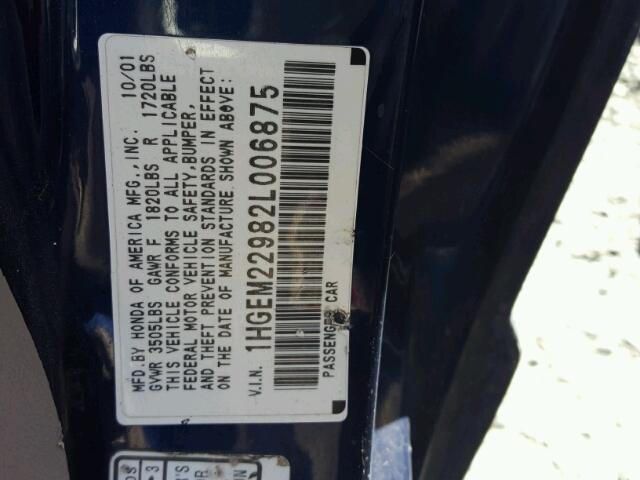 MFD.BY HONDA OF AMERICA MFG.,INC. 10/01
GVWR 3505LBS GAWR F 1820LBS R 1720LBS
THIS VEHICLE CONFORMS TO ALL APPLICABLE
FEDERAL MOTOR VEHICLE SAFETY,BUMPER,
AND THEFT PREVENTION STANDARDS IN EFFECT
ON THE DATE OF MANUFACTURE SHOWN ABOVE:
V.I.N. 1HGEM22982L006875
PASSENGER CAR